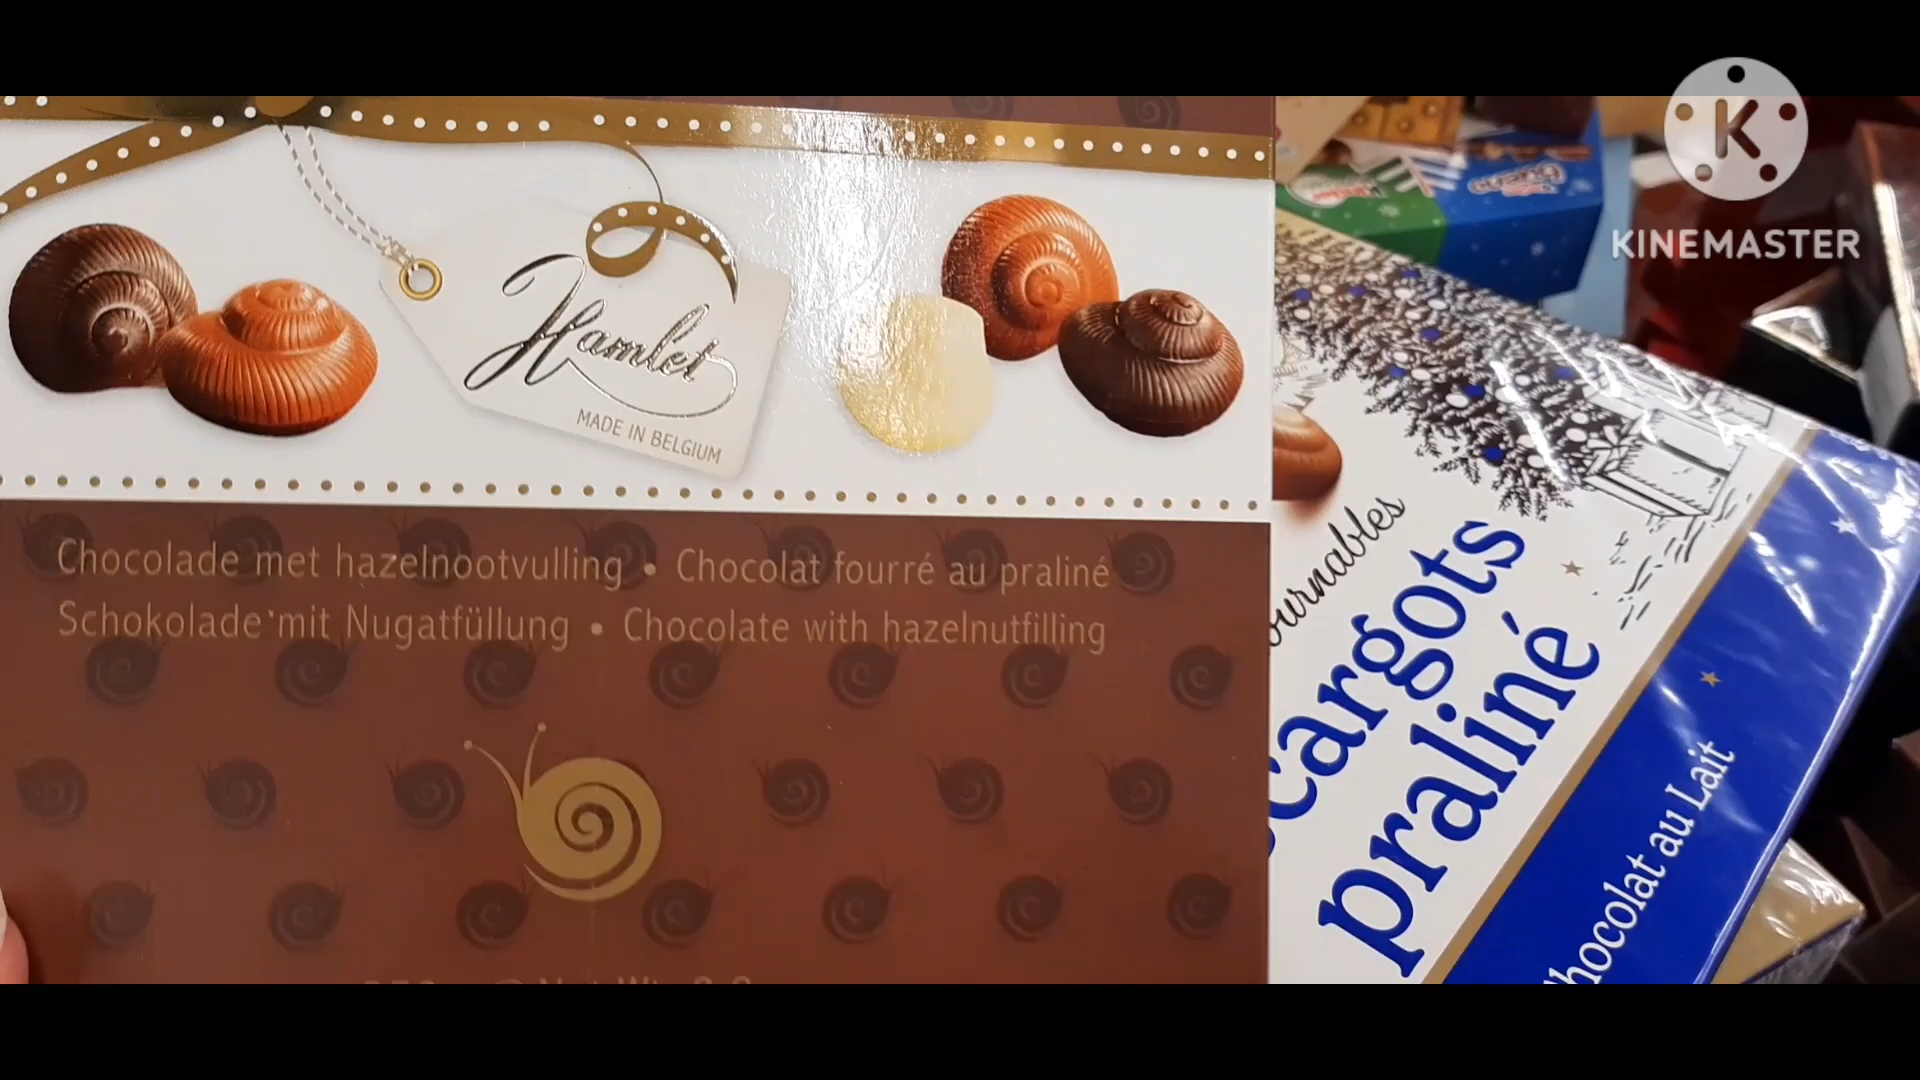 Hamlet
MADE IN BELGIUM
Chocolade met hazelnootvulling • Chocolat fourré au praliné
Schokolade mit Nugatfüllung • Chocolate with hazelnutfilling
cargots
praliné
Chocolat au Lait
K
KINEMASTER